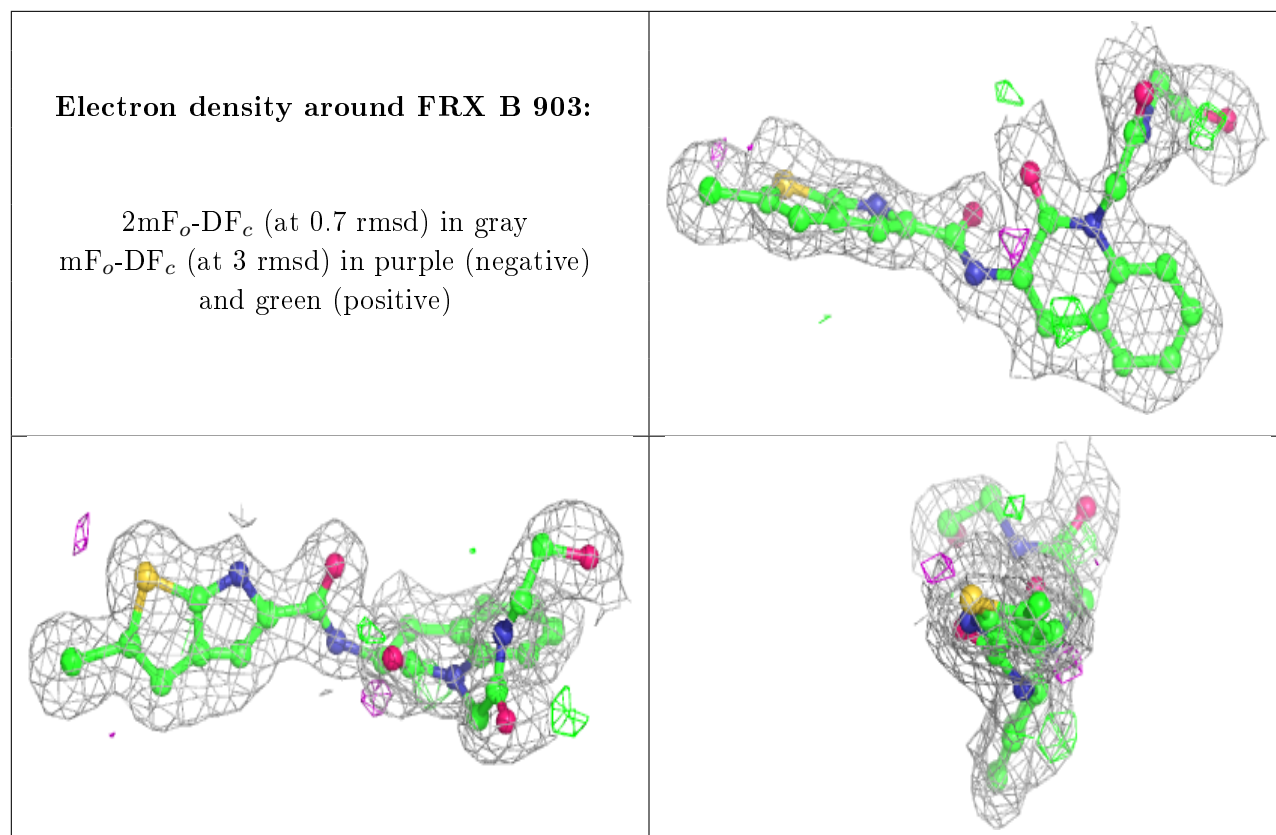 Electron density around FRX B 903:
2mFₒ-DF𝒸 (at 0.7 rmsd) in gray
mFₒ-DF𝒸 (at 3 rmsd) in purple (negative)
and green (positive)